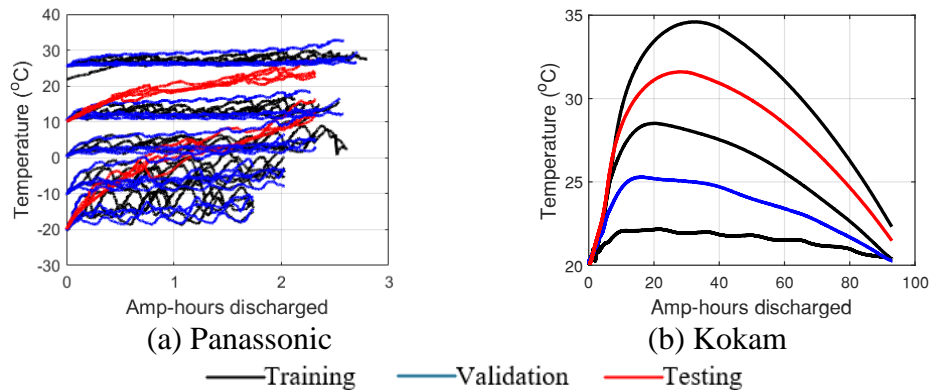 40
30
20
10
0
-10
-20
-30
0 1 2 3
Temperature (°C)
Amp-hours discharged
(a) Panassonic
35
30
25
20
0 20 40 60 80 100
Temperature (°C)
Amp-hours discharged
(b) Kokam
Training Validation Testing